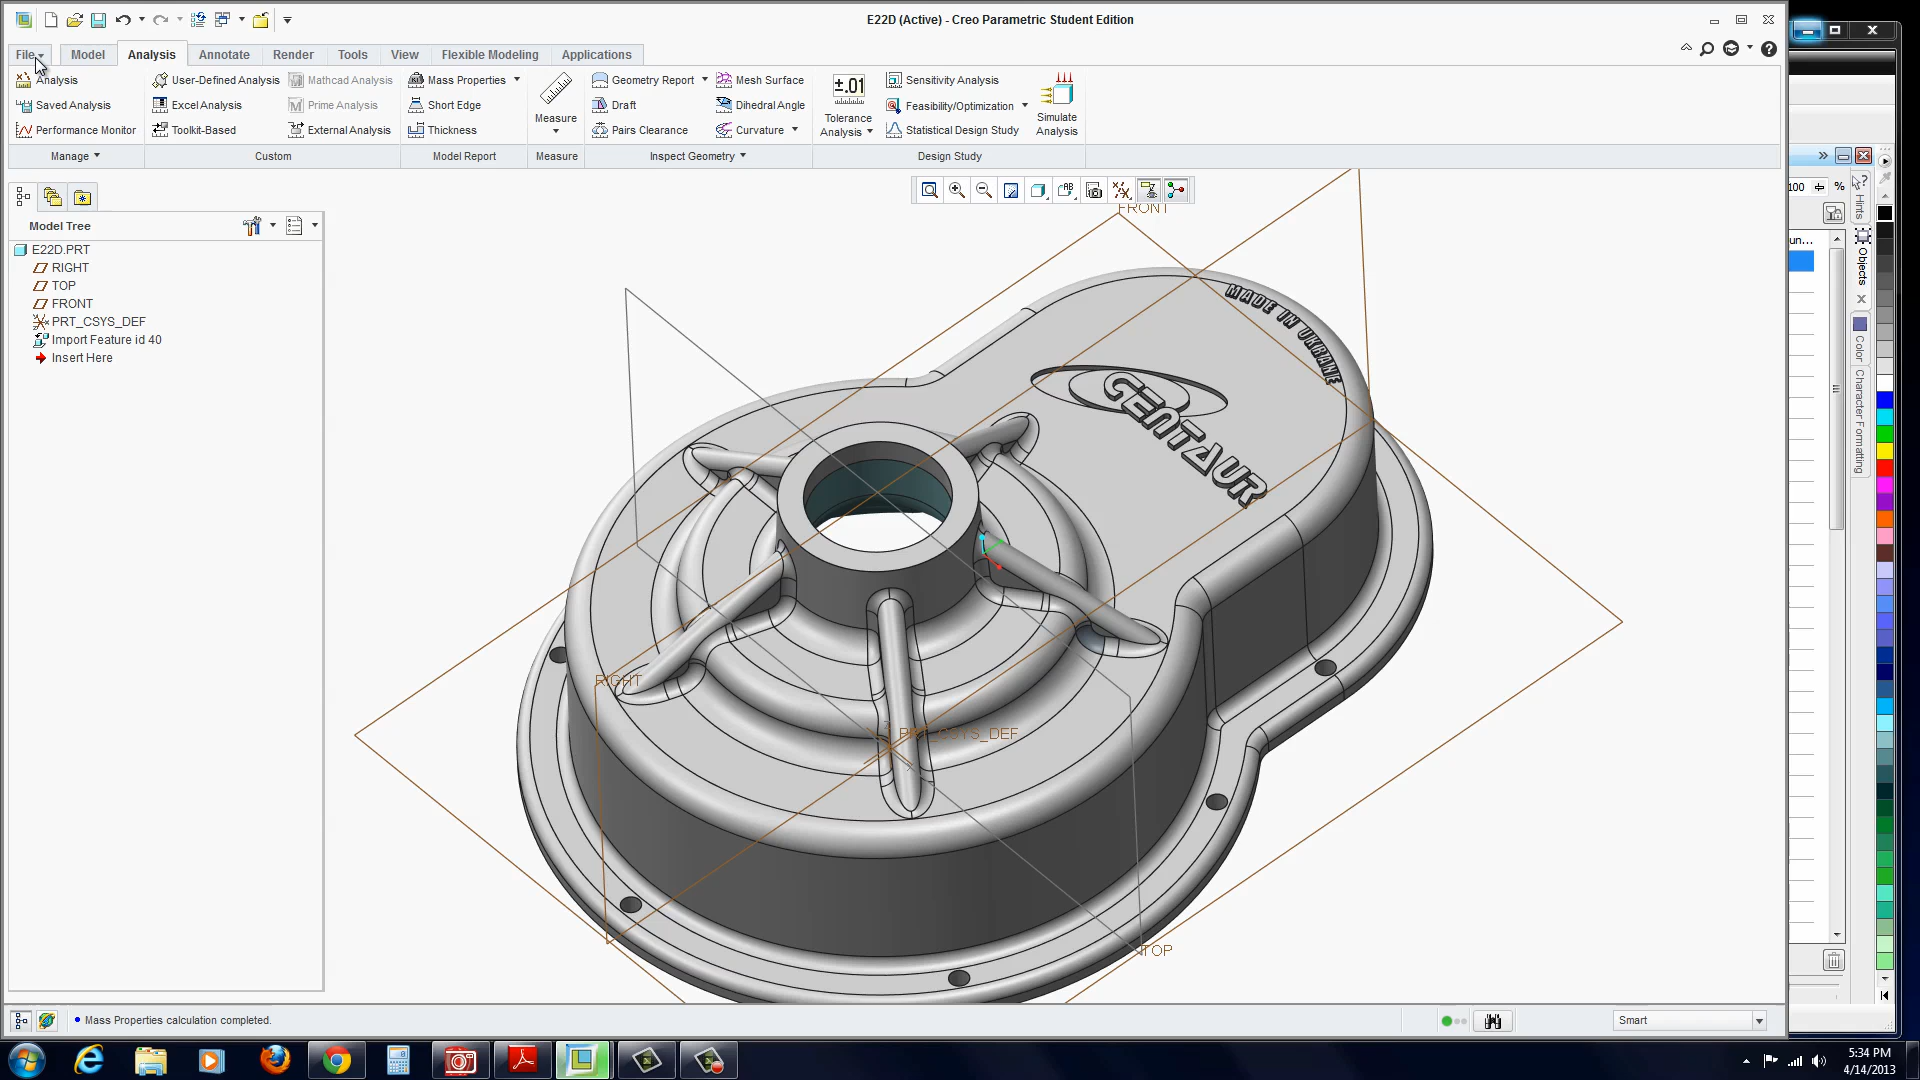 E22D (Active) - Creo Parametric Student Edition
File Model Analysis Annotate Render Tools View Flexible Modeling Applications
Analysis
Saved Analysis
Performance Monitor
Manage
User-Defined Analysis
Excel Analysis
Toolkit-Based
Mathcad Analysis
Prime Analysis
External Analysis
Custom
Mass Properties
Short Edge
Thickness
Model Report
Measure
Measure
Geometry Report
Draft
Pairs Clearance
Mesh Surface
Dihedral Angle
Curvature
Inspect Geometry
±.01
Tolerance
Analysis
Sensitivity Analysis
Feasibility/Optimization
Statistical Design Study
Simulate
Analysis
Design Study
Model Tree
E22D.PRT
RIGHT
TOP
FRONT
PRT_CSYS_DEF
Import Feature id 40
Insert Here
FRONT
MADE IN UKRAINE
CENTAUR
RIGHT
PRT_CSYS_DEF
TOP
100 %
un...
Hints
Objects
Color
Character Formatting
Mass Properties calculation completed.
Smart
5:34 PM
4/14/2013